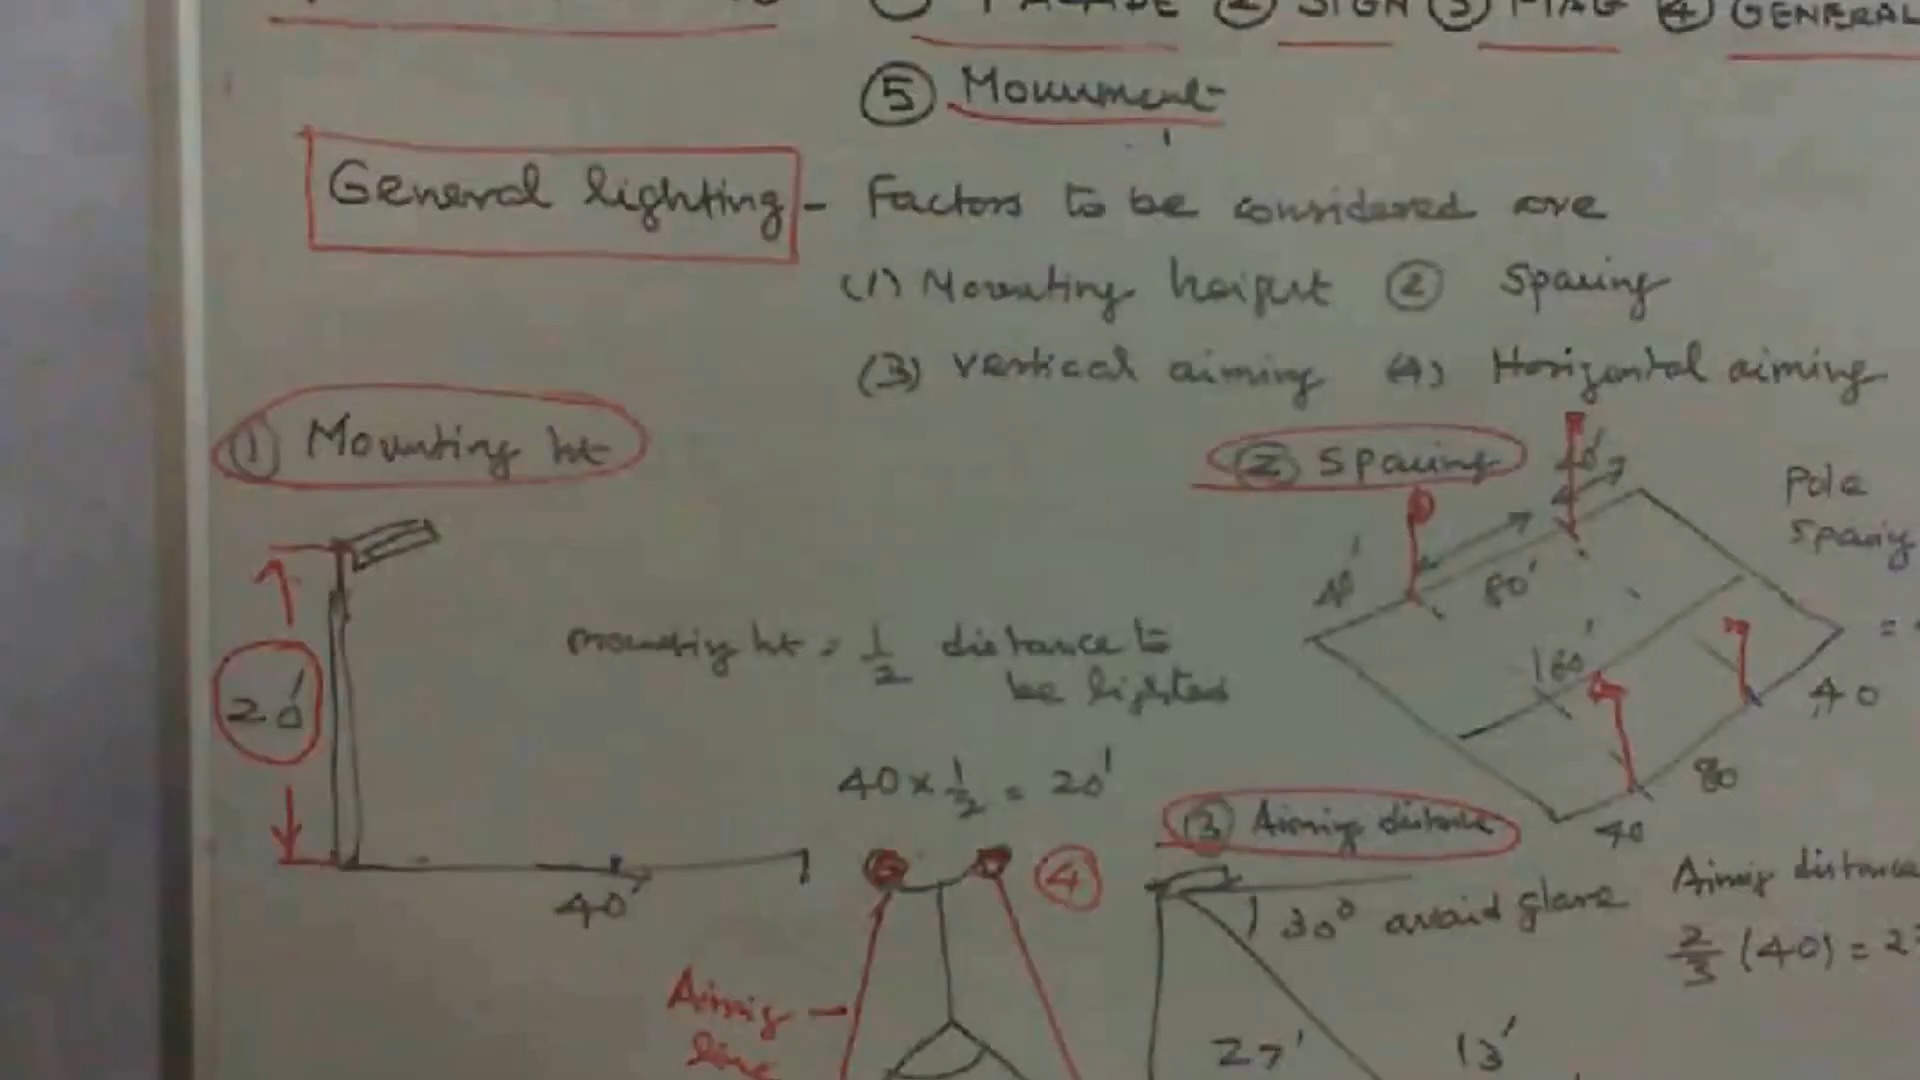 ② SIGN ③ FLAG ④ GENERAL
⑤ Monument
General lighting - Factors to be considered are
(1) Mounting height ② Spacing
(3) vertical aiming (4) Horizontal aiming
① Mounting ht
② Spacing
Pole
Spacing
40'
80'
160'
40
80
40
20'
mounting ht = 1/2 distance to
be lighted
40 x 1/2 = 20'
40'
③ Aiming distance
④
30° avoid glare
Aiming distance
2/3 (40) = 2
Aiming
line
27'
13'